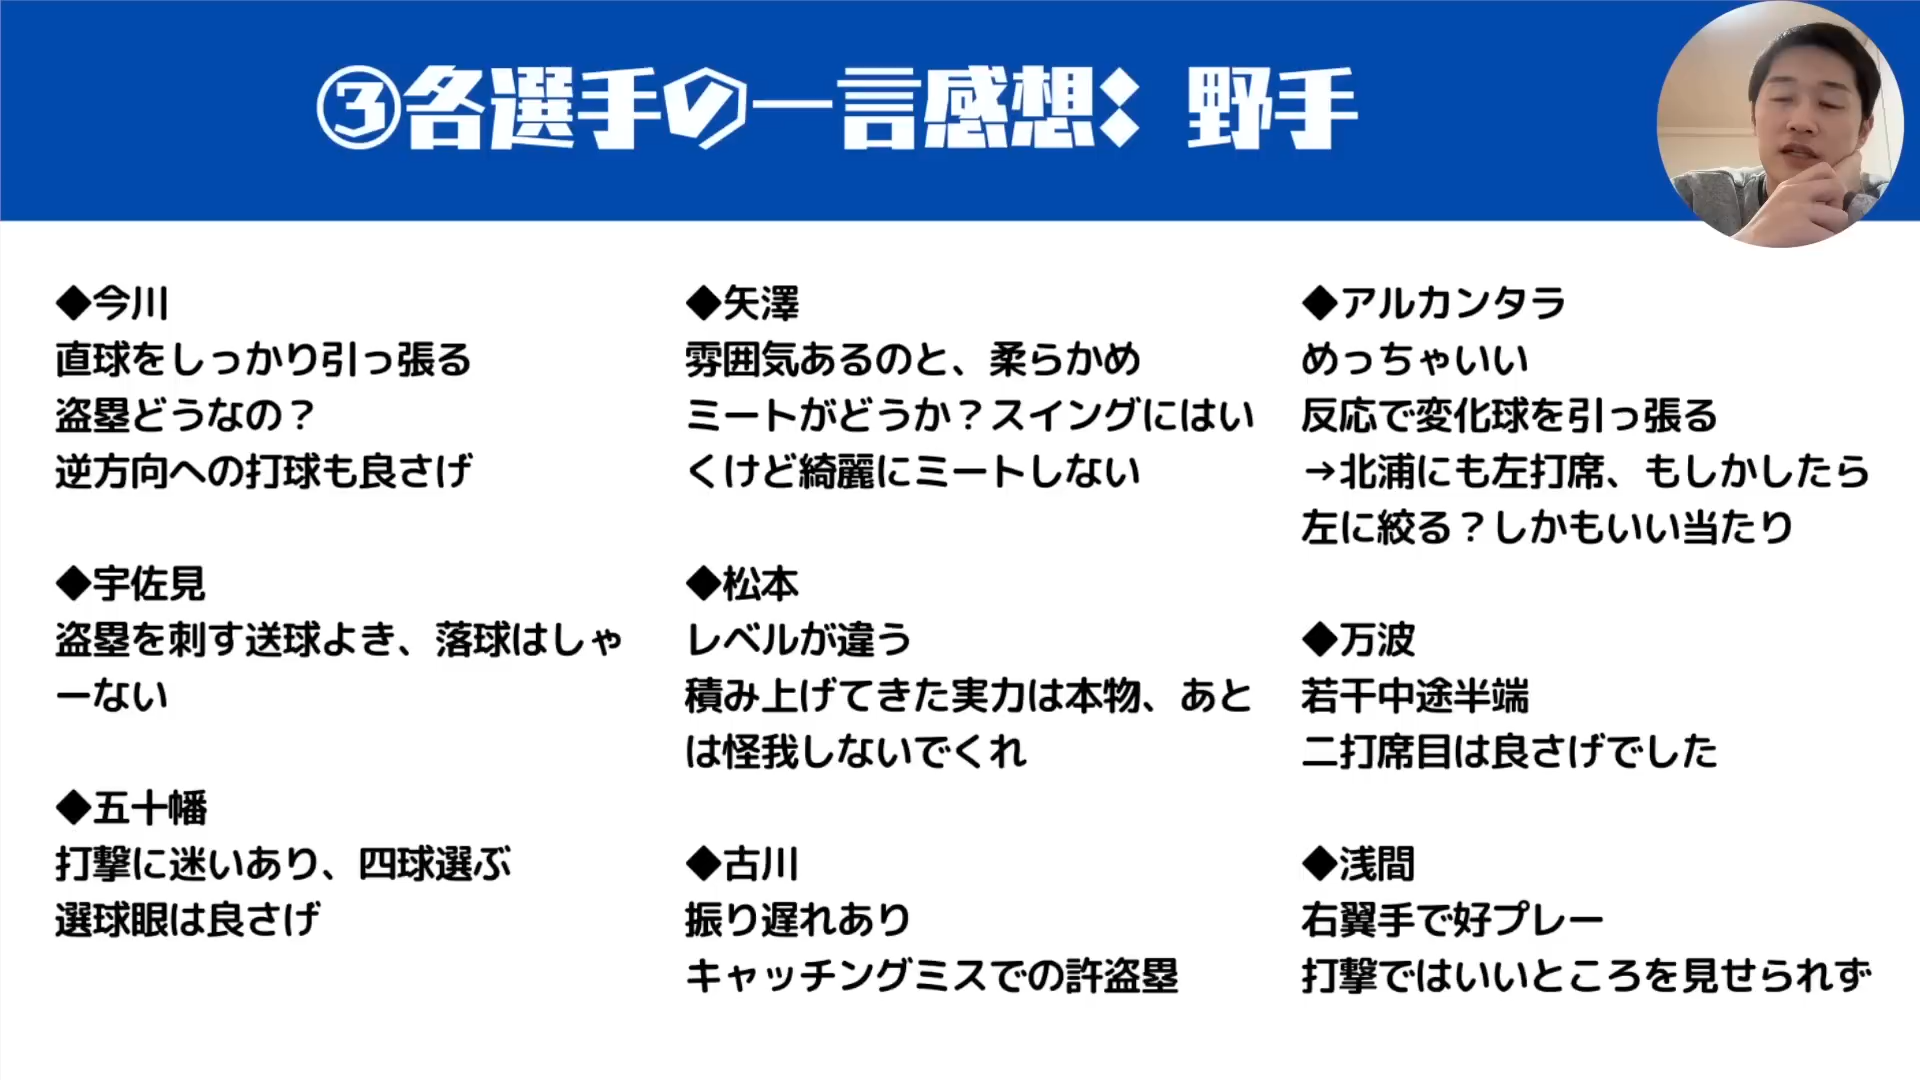 ③各選手の一言感想：野手
◆今川
直球をしっかり引っ張る
盗塁どうなの？
逆方向への打球も良さげ
◆宇佐見
盗塁を刺す送球よき、落球はしゃ
ーない
◆五十幡
打撃に迷いあり、四球選ぶ
選球眼は良さげ
◆矢澤
雰囲気あるのと、柔らかめ
ミートがどうか？スイングにはい
くけど綺麗にミートしない
◆松本
レベルが違う
積み上げてきた実力は本物、あと
は怪我しないでくれ
◆古川
振り遅れあり
キャッチングミスでの許盗塁
◆アルカンタラ
めっちゃいい
反応で変化球を引っ張る
→北浦にも左打席、もしかしたら
左に絞る？しかもいい当たり
◆万波
若干中途半端
二打席目は良さげでした
◆浅間
右翼手で好プレー
打撃ではいいところを見せられず